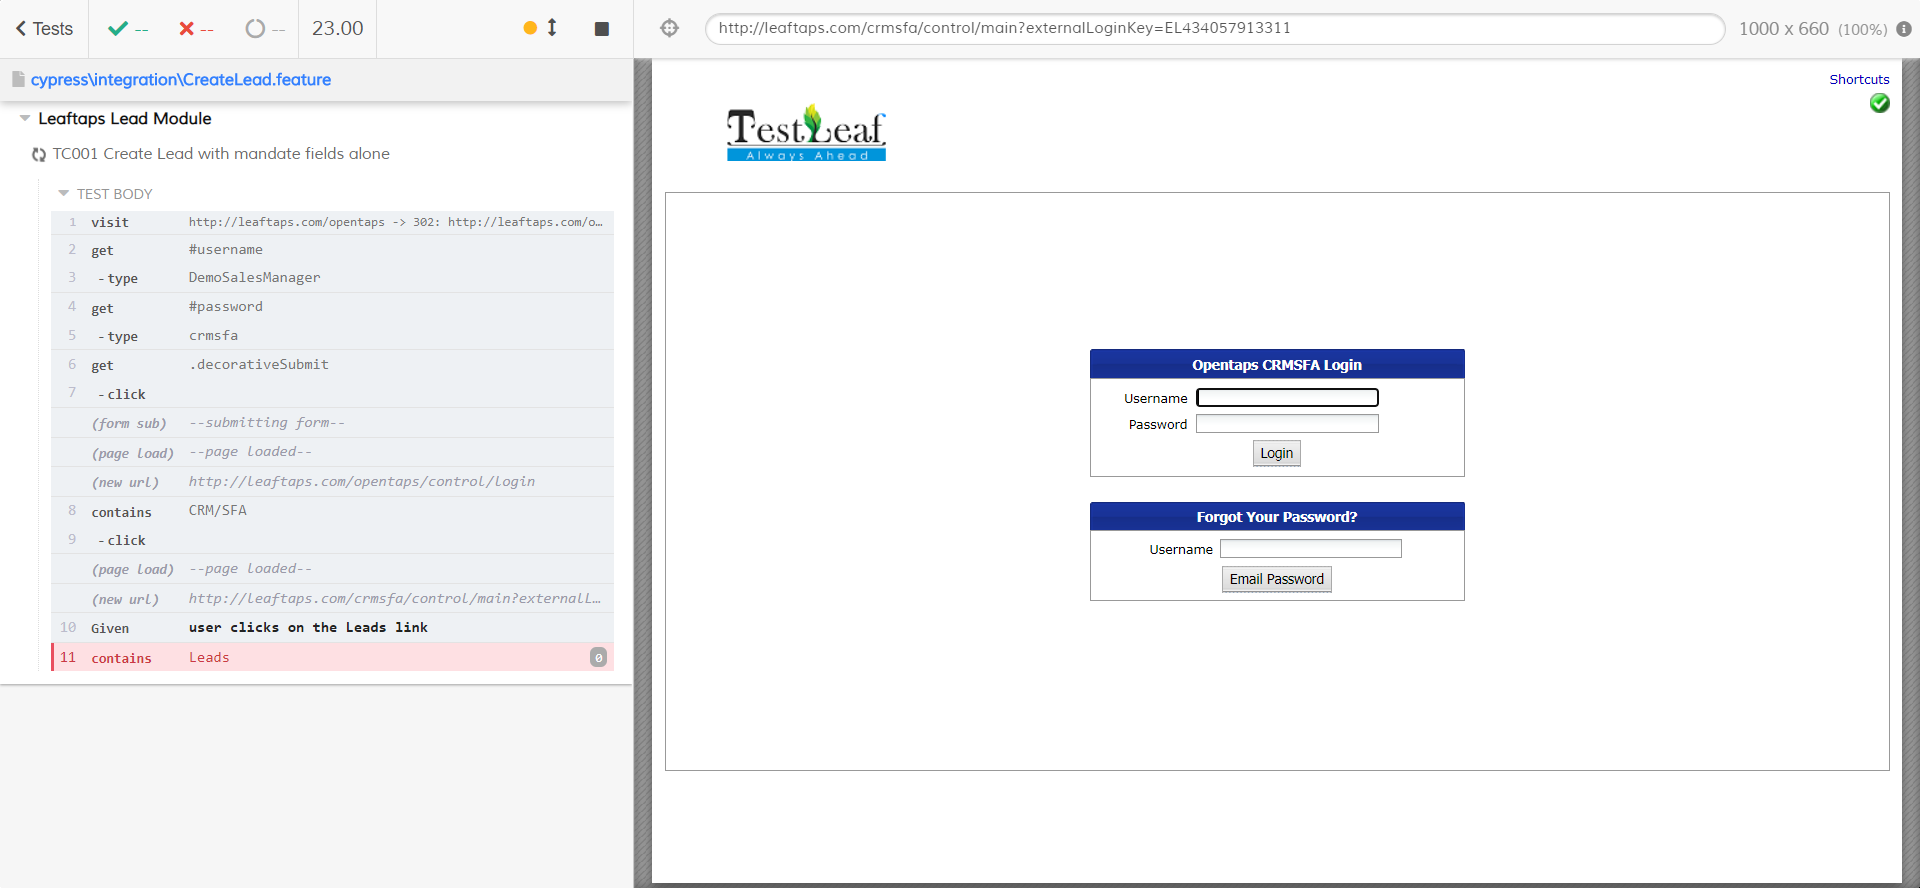 Tests
--
--
--
23.00
cypress\integration\CreateLead.feature
Leaftaps Lead Module
TC001 Create Lead with mandate fields alone
TEST BODY
1 visit http://leaftaps.com/opentaps -> 302: http://leaftaps.com/o…
2 get #username
3 -type DemoSalesManager
4 get #password
5 -type crmsfa
6 get .decorativeSubmit
7 -click
(form sub) --submitting form--
(page load) --page loaded--
(new url) http://leaftaps.com/opentaps/control/login
8 contains CRM/SFA
9 -click
(page load) --page loaded--
(new url) http://leaftaps.com/crmsfa/control/main?externalL…
10 Given user clicks on the Leads link
11 contains Leads 0
http://leaftaps.com/crmsfa/control/main?externalLoginKey=EL434057913311
1000 x 660 (100%)
Shortcuts
TestLeaf
Always Ahead
Opentaps CRMSFA Login
Username
Password
Login
Forgot Your Password?
Username
Email Password